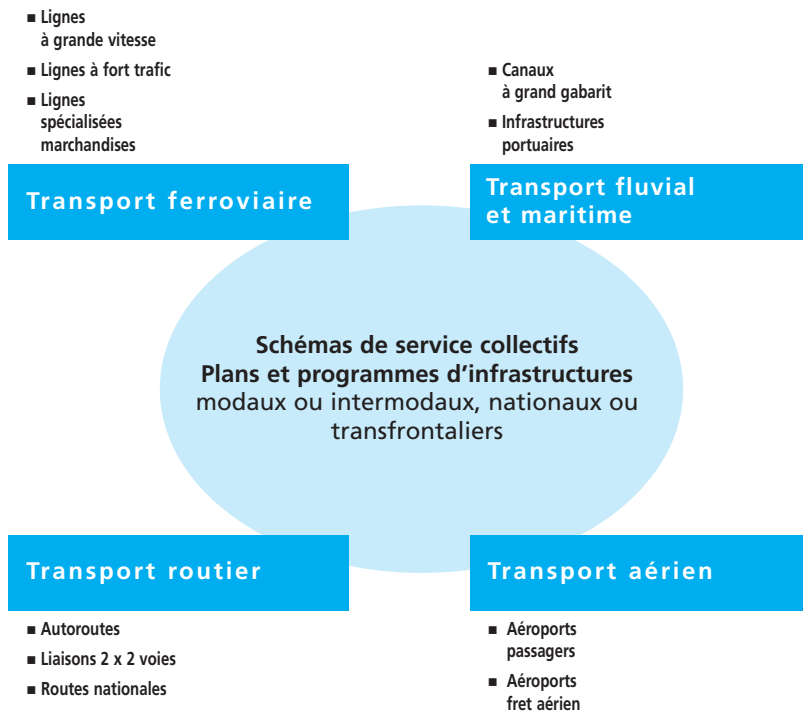 ■ Lignes
à grande vitesse
■ Lignes à fort trafic
■ Lignes
spécialisées
marchandises
Transport ferroviaire
■ Canaux
à grand gabarit
■ Infrastructures
portuaires
Transport fluvial
et maritime
Schémas de service collectifs
Plans et programmes d’infrastructures
modaux ou intermodaux, nationaux ou
transfrontaliers
Transport routier
■ Autoroutes
■ Liaisons 2 x 2 voies
■ Routes nationales
Transport aérien
■ Aéroports
passagers
■ Aéroports
fret aérien